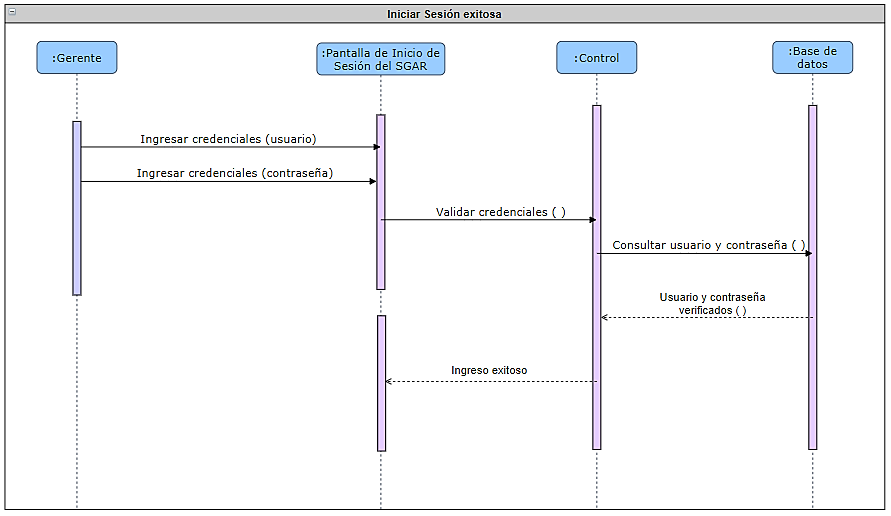 Iniciar Sesión exitosa
:Gerente
:Pantalla de Inicio de
Sesión del SGAR
:Control
:Base de
datos
Ingresar credenciales (usuario)
Ingresar credenciales (contraseña)
Validar credenciales ( )
Consultar usuario y contraseña ( )
Usuario y contraseña
verificados ( )
Ingreso exitoso